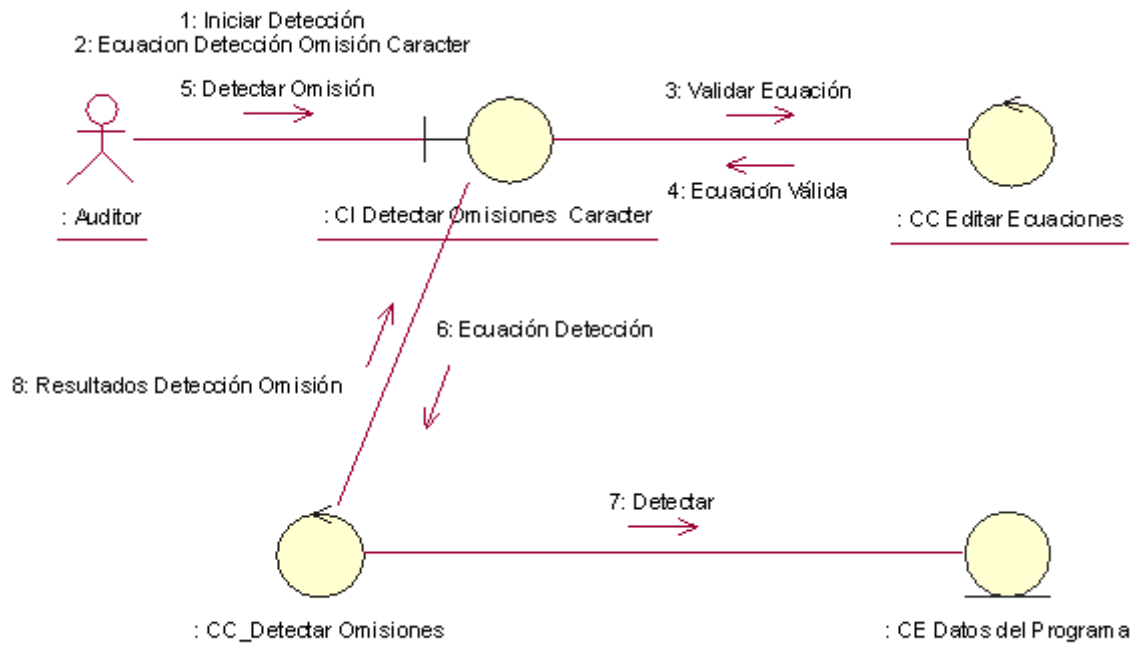 1: Iniciar Detección
2: Ecuacion Detección Omisión Caracter
5: Detectar Omisión
3: Validar Ecuación
4: Ecuación Válida
: Auditor
: CI Detectar Omisiones Caracter
: CC Editar Ecuaciones
6: Ecuación Detección
8: Resultados Detección Omisión
7: Detectar
: CC_Detectar Omisiones
: CE Datos del Programa